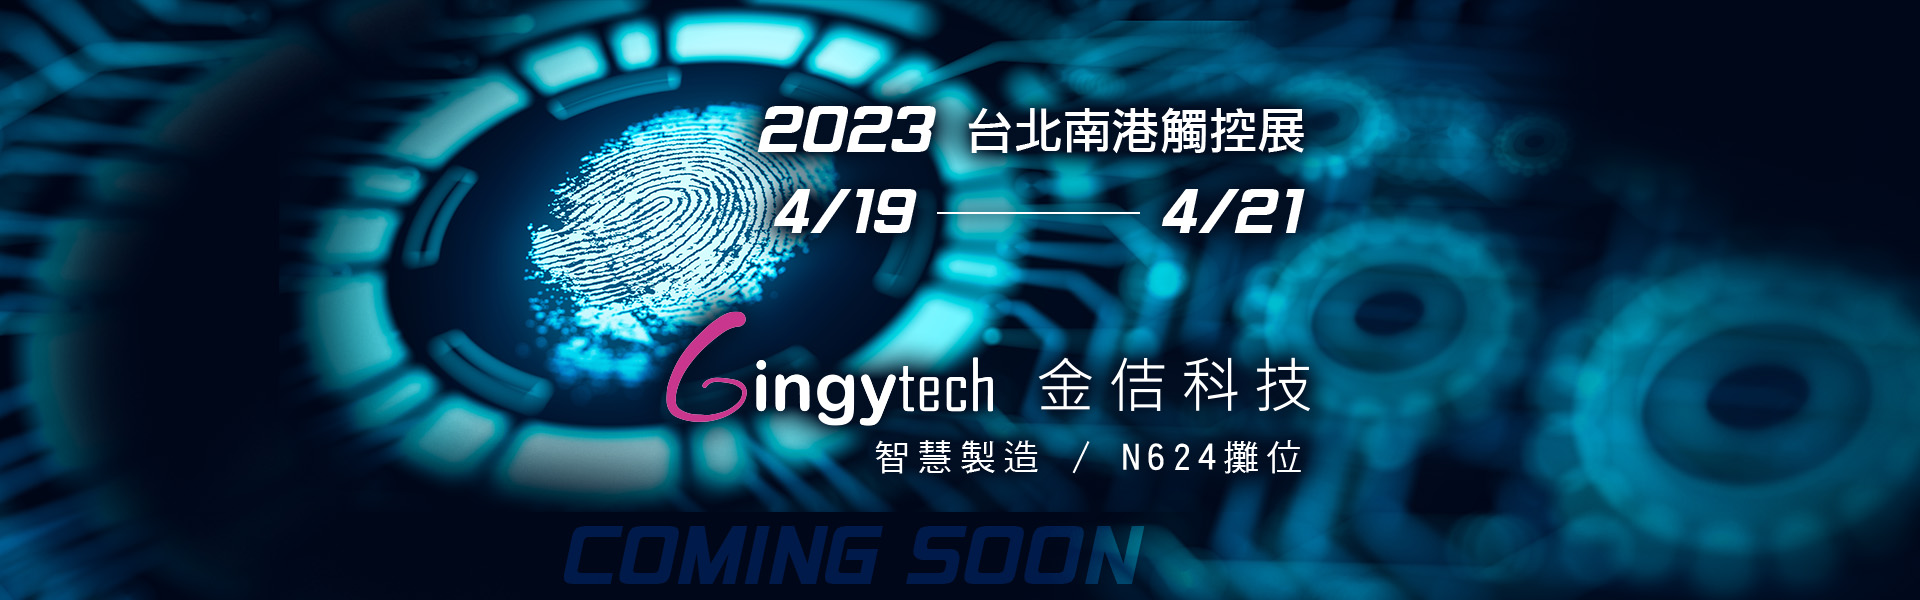 2023 台北南港觸控展
4/19 — 4/21
Gingytech 金佶科技
智慧製造 / N624攤位
COMING SOON